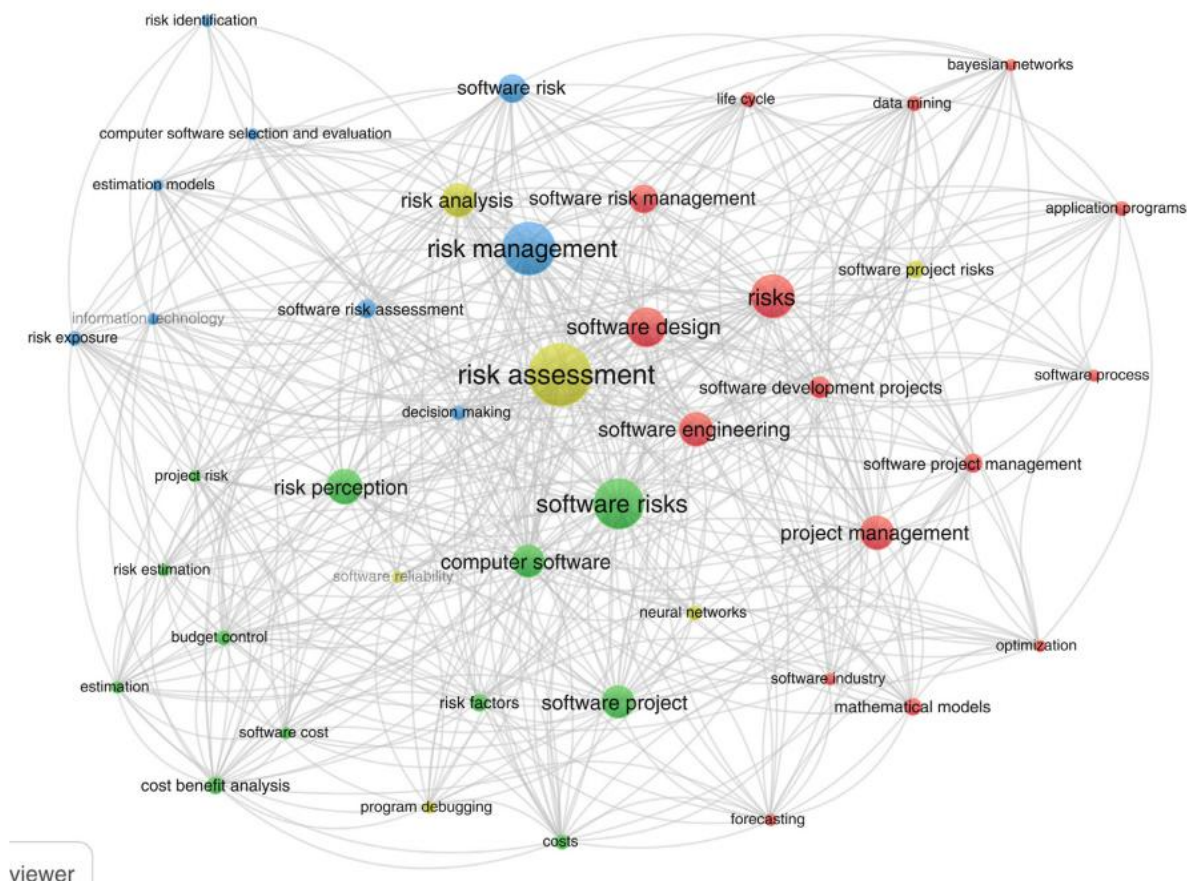 risk identification
bayesian networks
software risk
life cycle
data mining
computer software selection and evaluation
estimation models
risk analysis
software risk management
application programs
risk management
software project risks
risks
software risk assessment
information technology
software design
risk exposure
risk assessment
software process
software development projects
decision making
software engineering
software project management
project risk
risk perception
software risks
project management
computer software
risk estimation
software reliability
neural networks
budget control
optimization
software industry
estimation
risk factors
software project
mathematical models
software cost
cost benefit analysis
program debugging
forecasting
costs
viewer